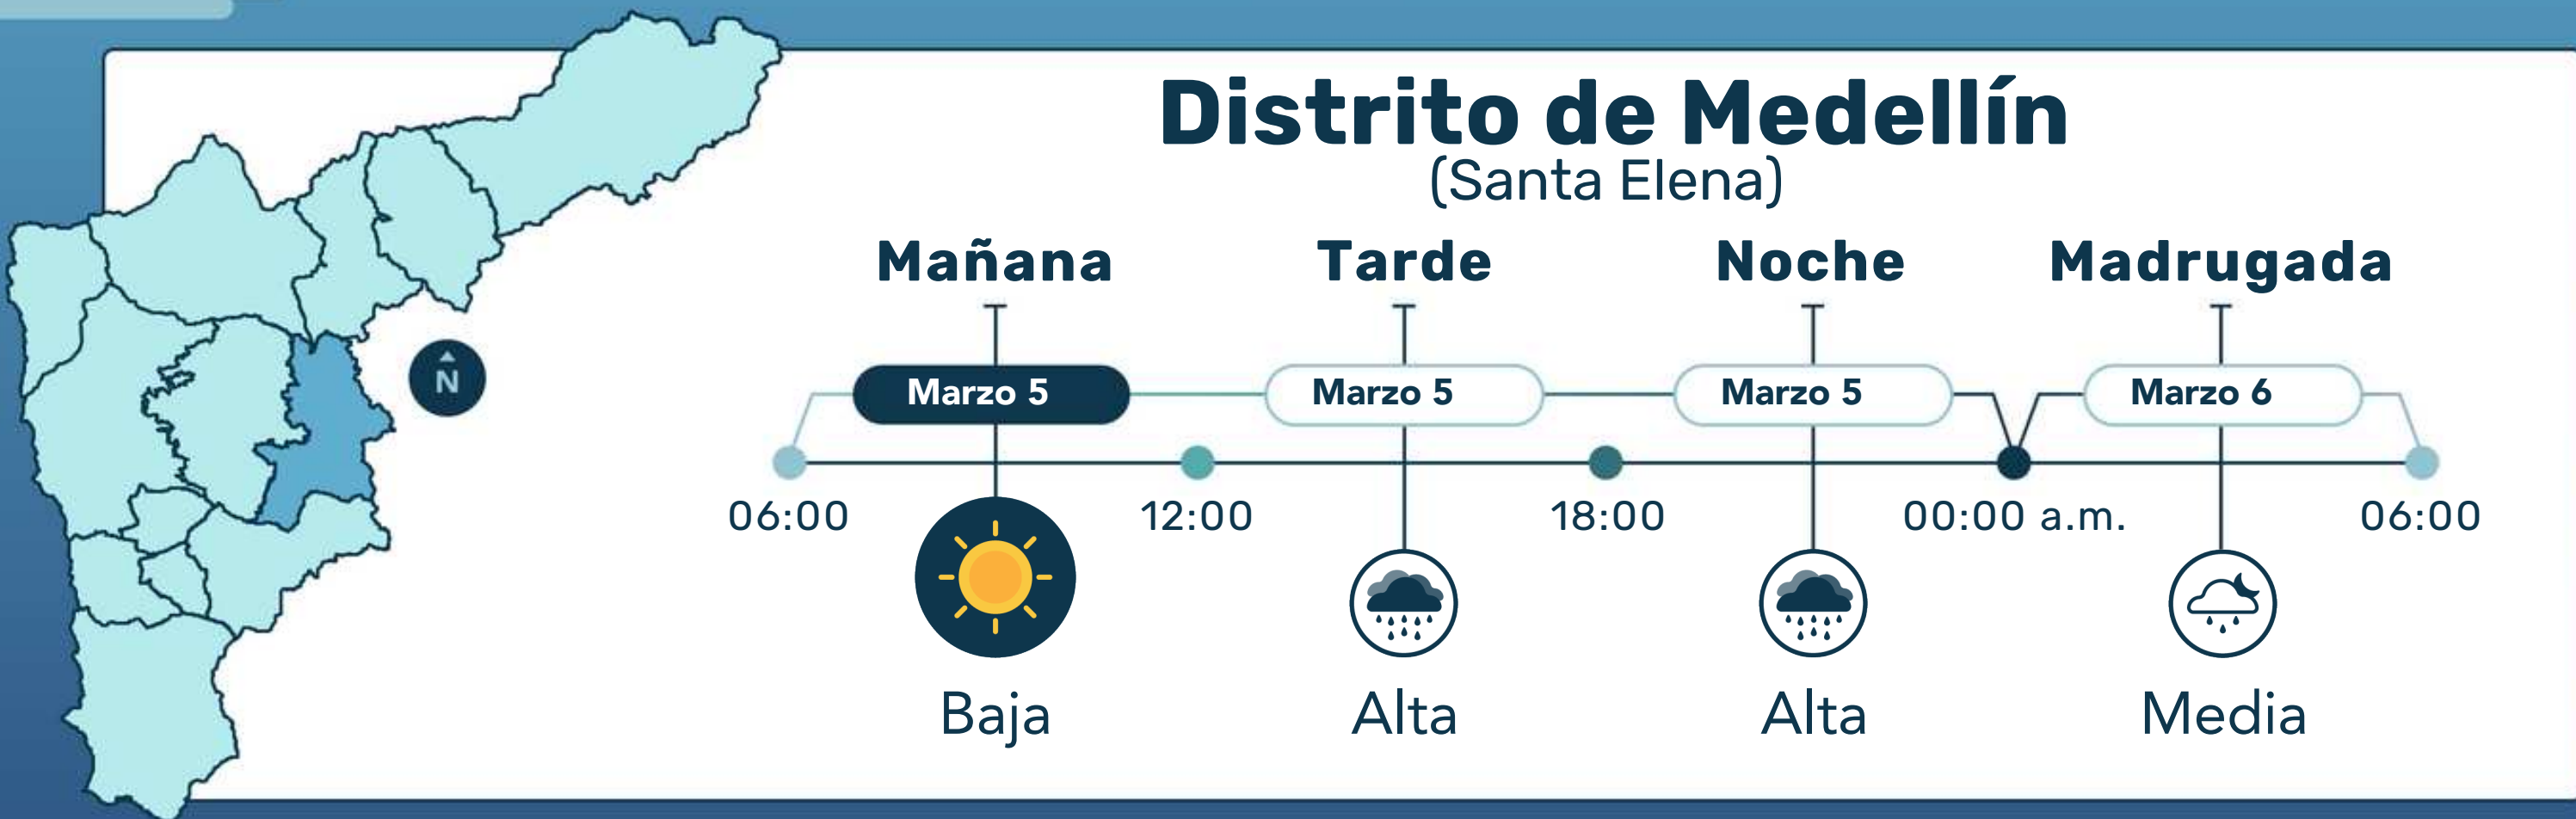 Distrito de Medellín
(Santa Elena)
Mañana Tarde Noche Madrugada
N
Marzo 5 Marzo 5 Marzo 5 Marzo 6
06:00 12:00 18:00 00:00 a.m. 06:00
Baja Alta Alta Media